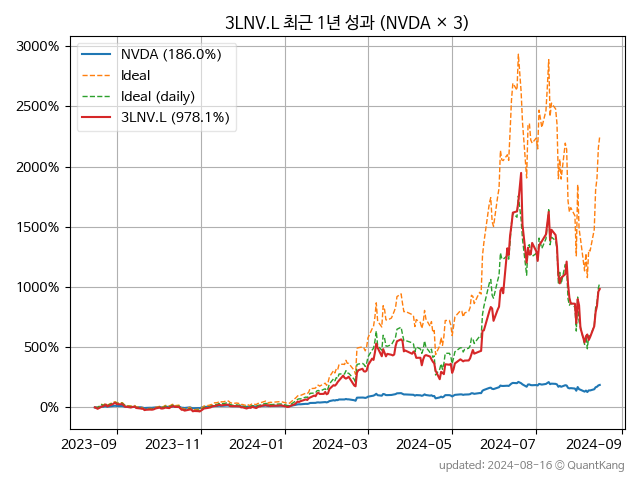 3LNV.L 최근 1년 성과 (NVDA × 3)
NVDA (186.0%)
Ideal
Ideal (daily)
3LNV.L (978.1%)
3000%
2500%
2000%
1500%
1000%
500%
0%
2023-09 2023-11 2024-01 2024-03 2024-05 2024-07 2024-09
updated: 2024-08-16 © QuantKang